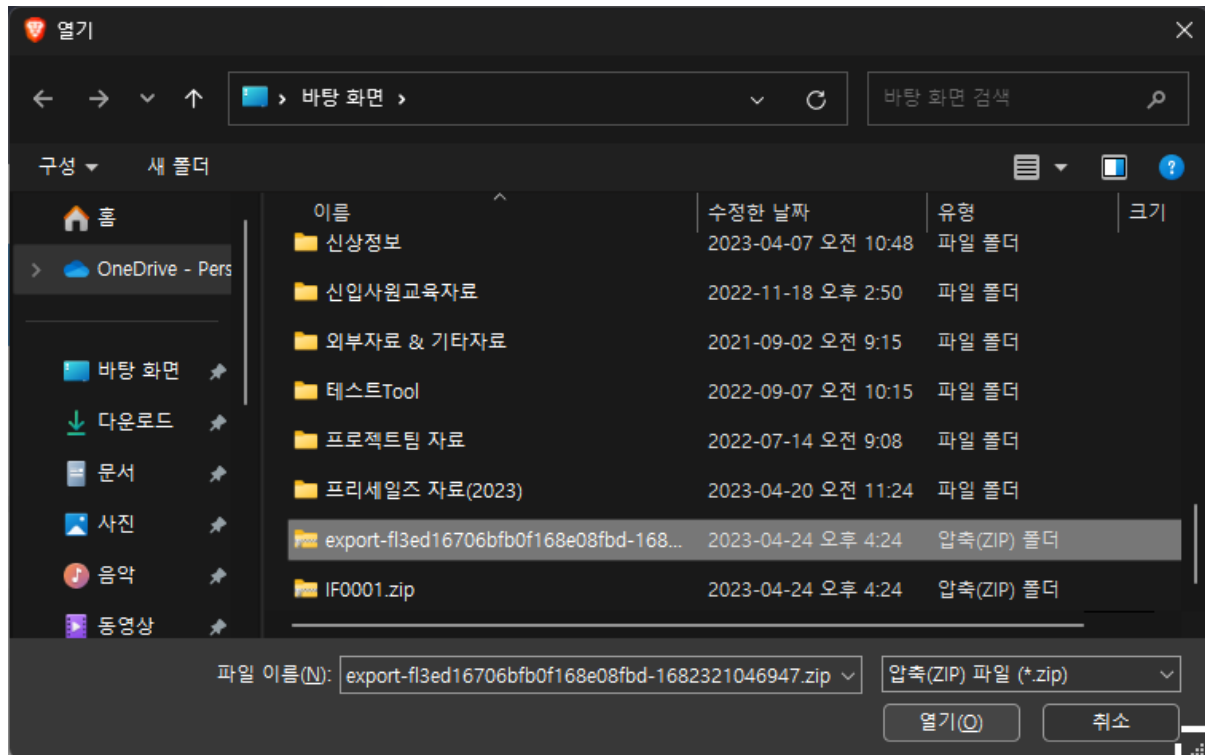 열기
바탕 화면
바탕 화면 검색
구성 새 폴더
이름 수정한 날짜 유형 크기
홈
OneDrive - Pers
바탕 화면
다운로드
문서
사진
음악
동영상
신상정보 2023-04-07 오전 10:48 파일 폴더
신입사원교육자료 2022-11-18 오후 2:50 파일 폴더
외부자료 & 기타자료 2021-09-02 오전 9:15 파일 폴더
테스트Tool 2022-09-07 오전 10:15 파일 폴더
프로젝트팀 자료 2022-07-14 오전 9:08 파일 폴더
프리세일즈 자료(2023) 2023-04-20 오전 11:24 파일 폴더
export-fl3ed16706bfb0f168e08fbd-168... 2023-04-24 오후 4:24 압축(ZIP) 폴더
IF0001.zip 2023-04-24 오후 4:24 압축(ZIP) 폴더
파일 이름(N): export-fl3ed16706bfb0f168e08fbd-1682321046947.zip 압축(ZIP) 파일 (*.zip)
열기(O) 취소